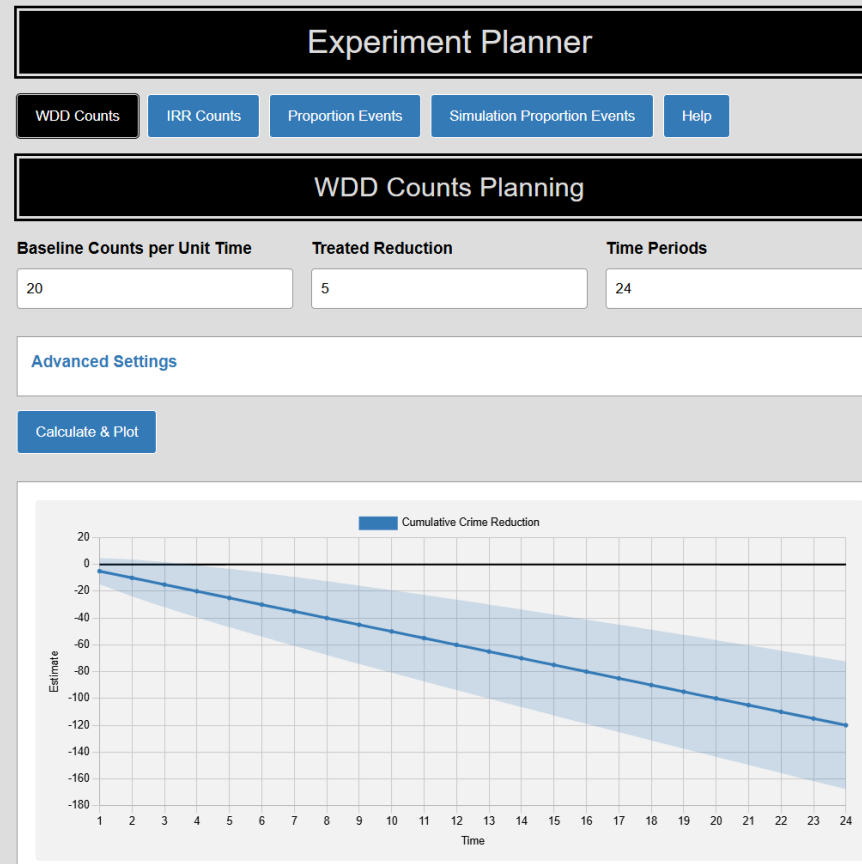 Experiment Planner
WDD Counts IRR Counts Proportion Events Simulation Proportion Events Help
WDD Counts Planning
Baseline Counts per Unit Time Treated Reduction Time Periods
20 5 24
Advanced Settings
Calculate & Plot
Cumulative Crime Reduction
20
0
-20
-40
-60
-80
-100
-120
-140
-160
-180
Estimate
1 2 3 4 5 6 7 8 9 10 11 12 13 14 15 16 17 18 19 20 21 22 23 24
Time